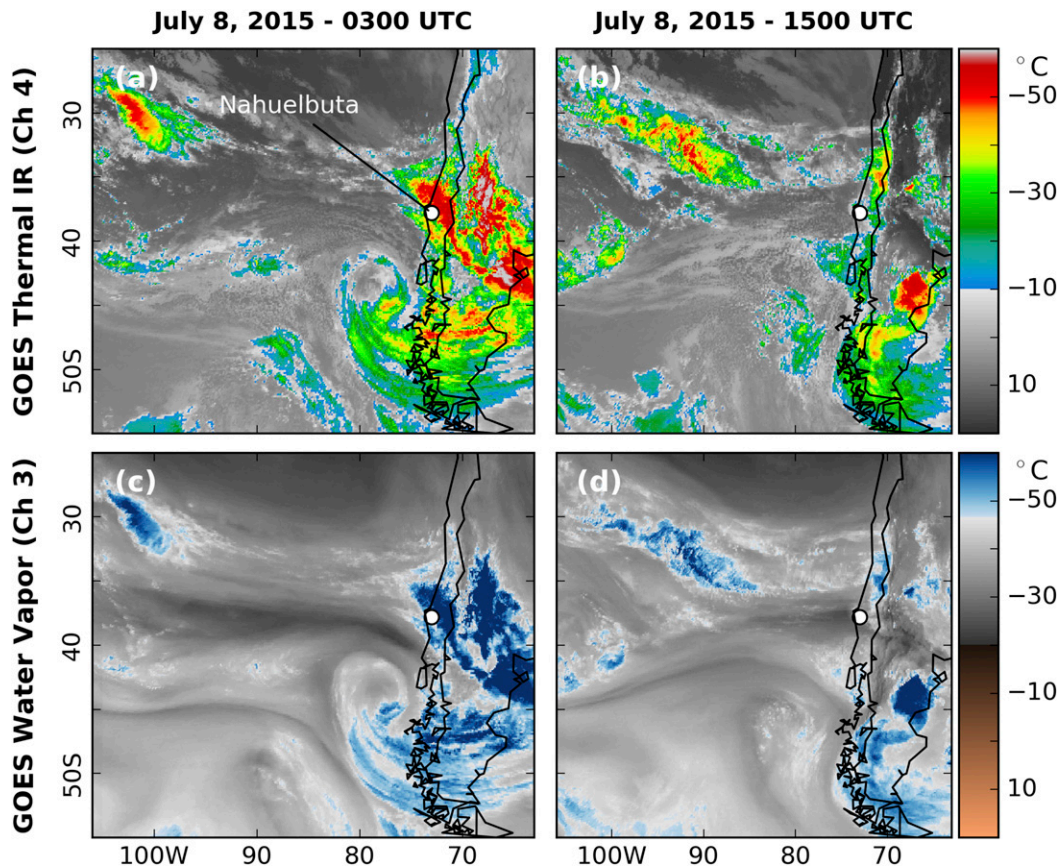 July 8, 2015 - 0300 UTC
July 8, 2015 - 1500 UTC
GOES Thermal IR (Ch 4)
(a)
Nahuelbuta
30
40
50S
(b)
°C
−50
−30
−10
10
GOES Water Vapor (Ch 3)
(c)
30
40
50S
(d)
°C
−50
−30
−10
10
100W 90 80 70
100W 90 80 70